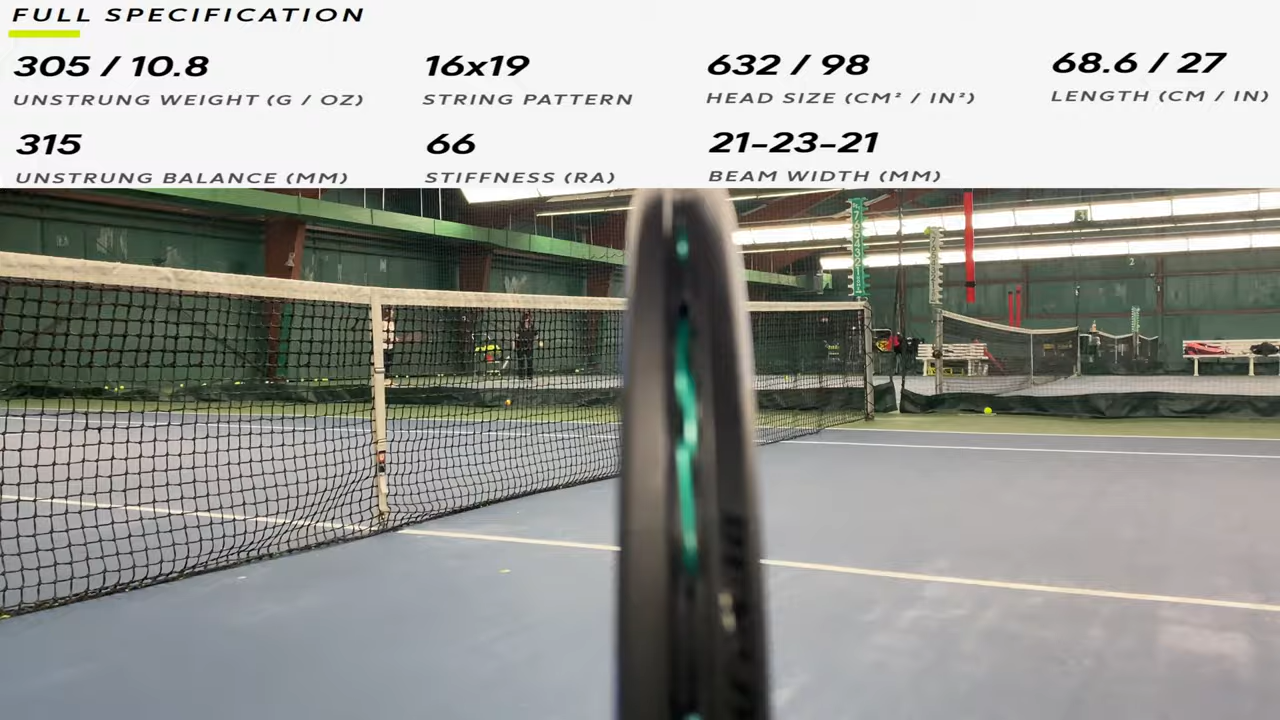 FULL SPECIFICATION
305 / 10.8 16x19 632 / 98 68.6 / 27
UNSTRUNG WEIGHT (G / OZ) STRING PATTERN HEAD SIZE (CM² / IN²) LENGTH (CM / IN)
315 66 21-23-21
UNSTRUNG BALANCE (MM) STIFFNESS (RA) BEAM WIDTH (MM)